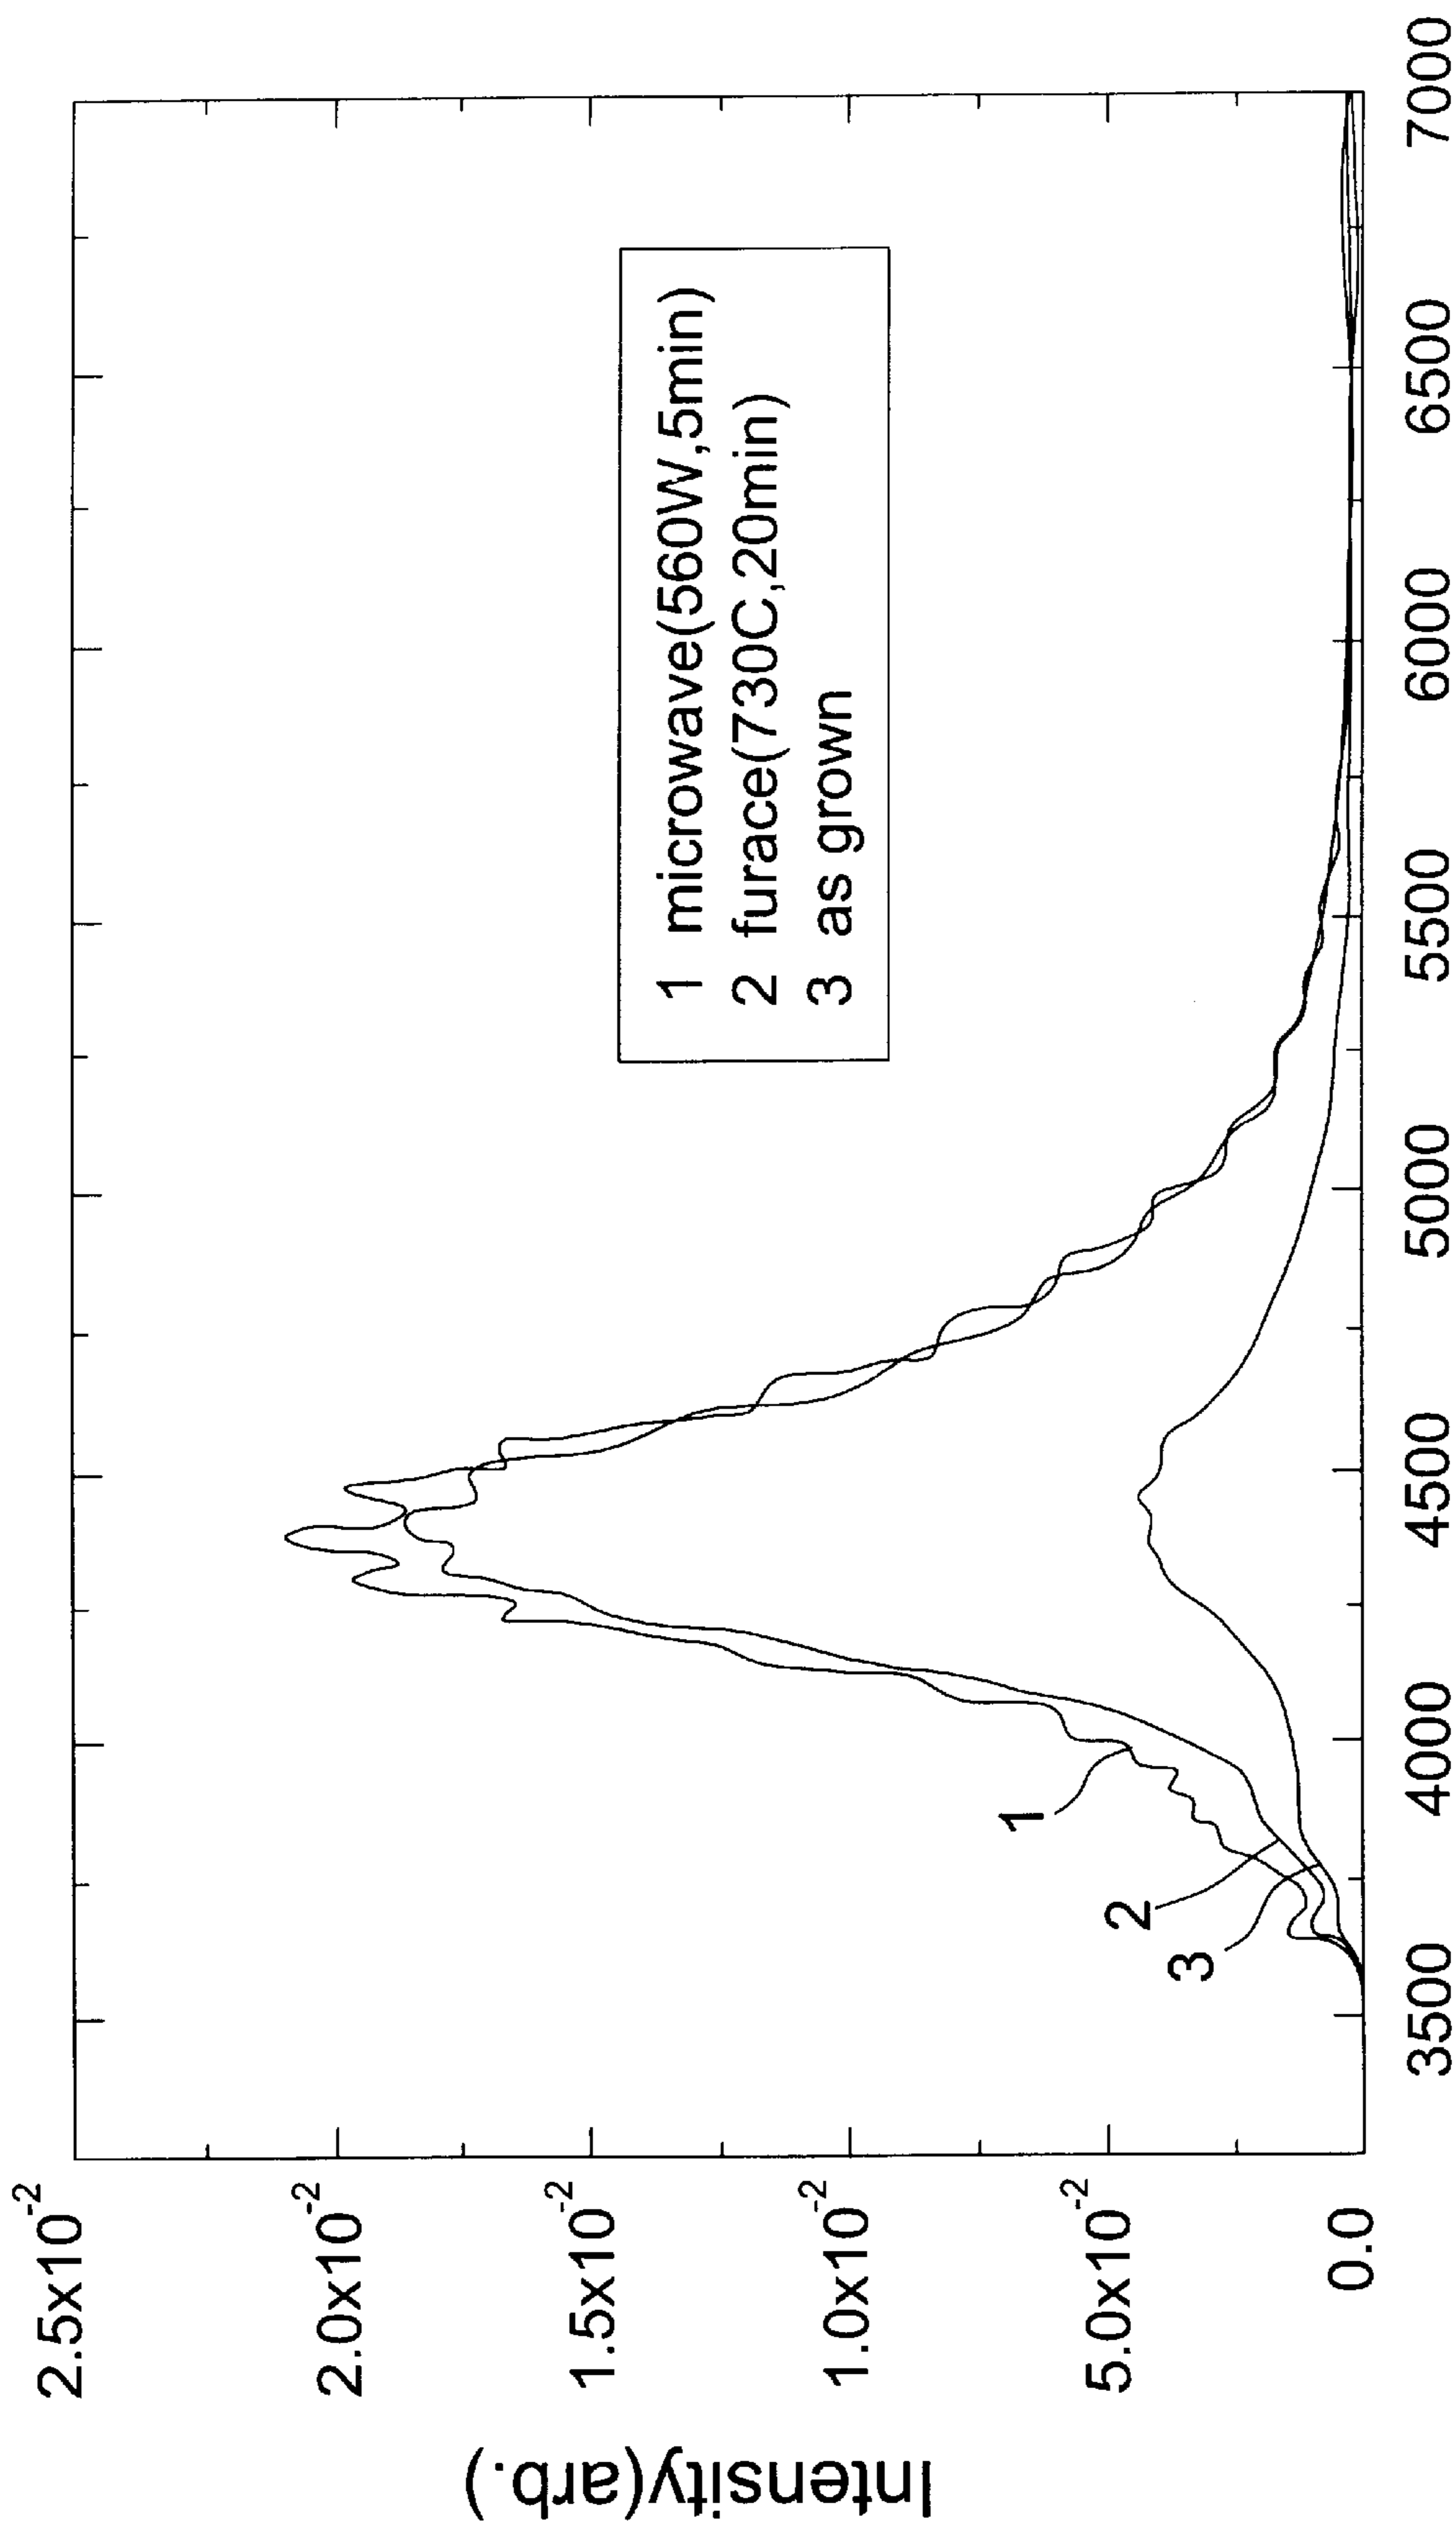 Intensity(arb.)
2.5x10-2
2.0x10-2
1.5x10-2
1.0x10-2
5.0x10-2
0.0
1 microwave(560W,5min)
2 furace(730C,20min)
3 as grown
1
2
3
3500 4000 4500 5000 5500 6000 6500 7000